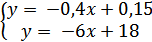 {y = −0,4x + 0,15
y = −6x + 18